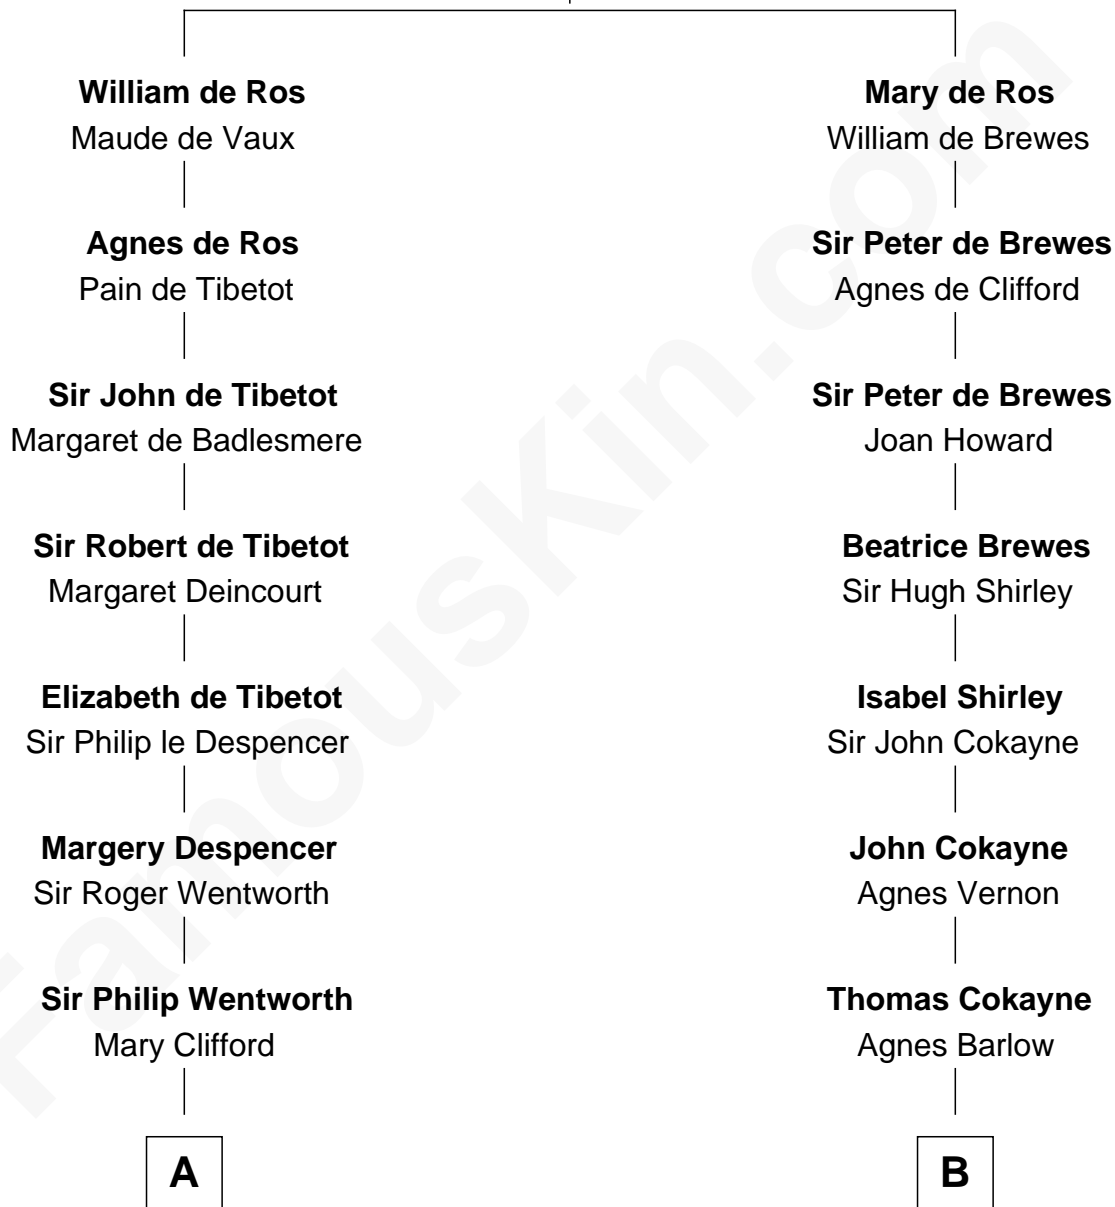 William de Ros
Maude de Vaux
Agnes de Ros
Pain de Tibetot
Sir John de Tibetot
Margaret de Badlesmere
Sir Robert de Tibetot
Margaret Deincourt
Elizabeth de Tibetot
Sir Philip le Despencer
Margery Despencer
Sir Roger Wentworth
Sir Philip Wentworth
Mary Clifford
A
Mary de Ros
William de Brewes
Sir Peter de Brewes
Agnes de Clifford
Sir Peter de Brewes
Joan Howard
Beatrice Brewes
Sir Hugh Shirley
Isabel Shirley
Sir John Cokayne
John Cokayne
Agnes Vernon
Thomas Cokayne
Agnes Barlow
B
FamousKin.com